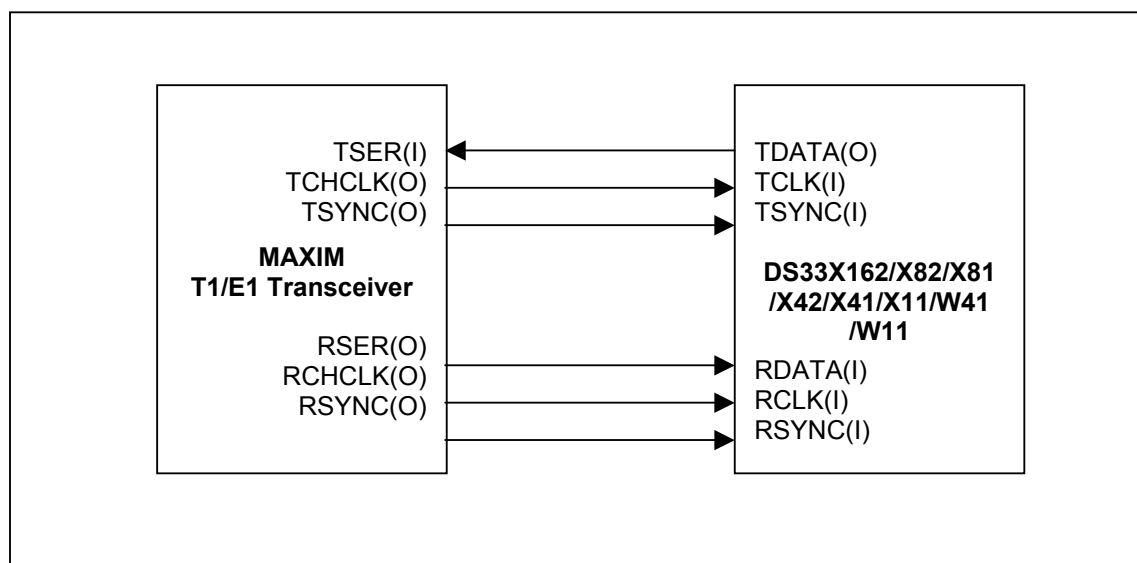 TSER(I)
TCHCLK(O)
TSYNC(O)
MAXIM
T1/E1 Transceiver
RSER(O)
RCHCLK(O)
RSYNC(O)
TDATA(O)
TCLK(I)
TSYNC(I)
DS33X162/X82/X81
/X42/X41/X11/W41
/W11
RDATA(I)
RCLK(I)
RSYNC(I)